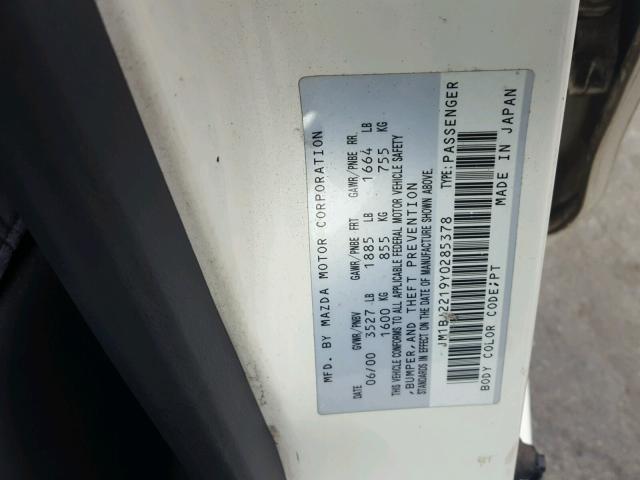 MFD. BY MAZDA MOTOR CORPORATION
DATE GVWR/PNBV GAWR/PNBE FRT GAWR/PNBE RR.
06/00 3527 LB 1885 LB 1664 LB
1600 KG 855 KG 755 KG
THIS VEHICLE CONFORMS TO ALL APPLICABLE FEDERAL MOTOR VEHICLE SAFETY
,BUMPER,AND THEFT PREVENTION
STANDARDS IN EFFECT ON THE DATE OF MANUFACTURE SHOWN ABOVE.
JM1BJ2219Y0285378 TYPE:PASSENGER
BODY COLOR CODE;PT MADE IN JAPAN